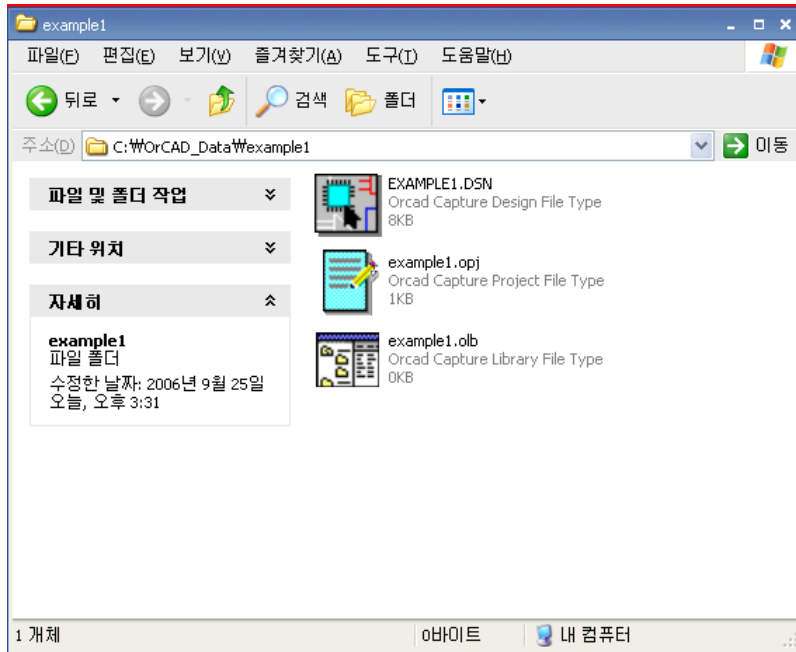 example1
파일(F) 편집(E) 보기(V) 즐겨찾기(A) 도구(T) 도움말(H)
뒤로 검색 폴더
주소(D) C:₩OrCAD_Data₩example1 이동
파일 및 폴더 작업
기타 위치
자세히
example1
파일 폴더
수정한 날짜: 2006년 9월 25일
오늘, 오후 3:31
EXAMPLE1.DSN
Orcad Capture Design File Type
8KB
example1.opj
Orcad Capture Project File Type
1KB
example1.olb
Orcad Capture Library File Type
0KB
1 개체 0바이트 내 컴퓨터